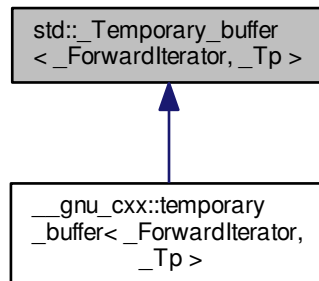 std::_Temporary_buffer
< _ForwardIterator, _Tp >
__gnu_cxx::temporary
_buffer< _ForwardIterator,
_Tp >